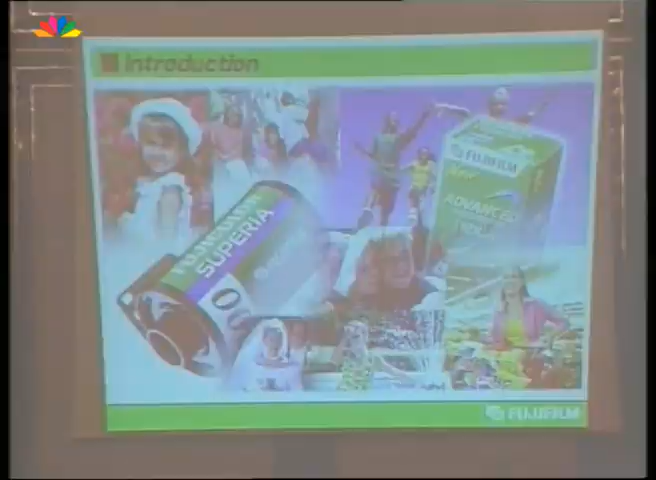 Introduction
FUJIFILM
ADVANCED
FUJICOLOR
SUPERIA
FUJIFILM